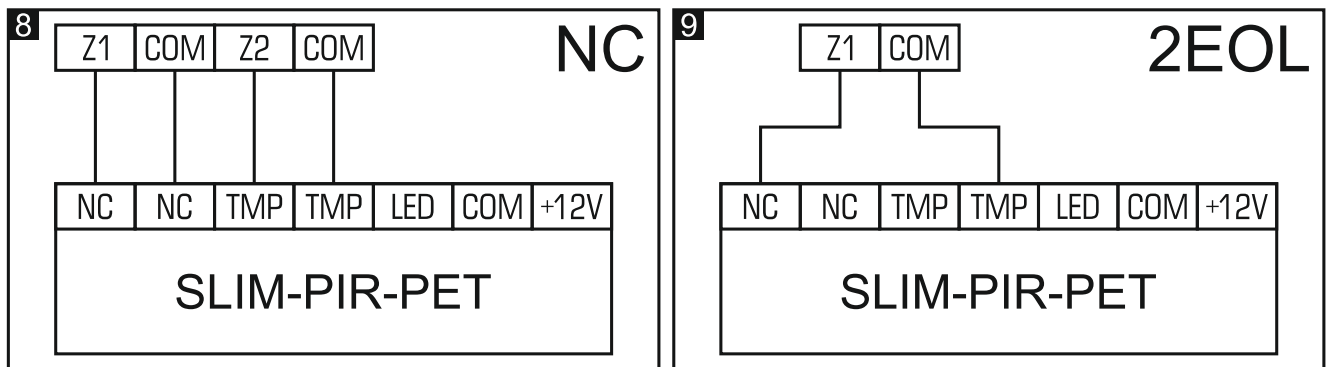 8
Z1 COM Z2 COM
NC
NC NC TMP TMP LED COM +12V
SLIM-PIR-PET
9
Z1 COM
2EOL
NC NC TMP TMP LED COM +12V
SLIM-PIR-PET